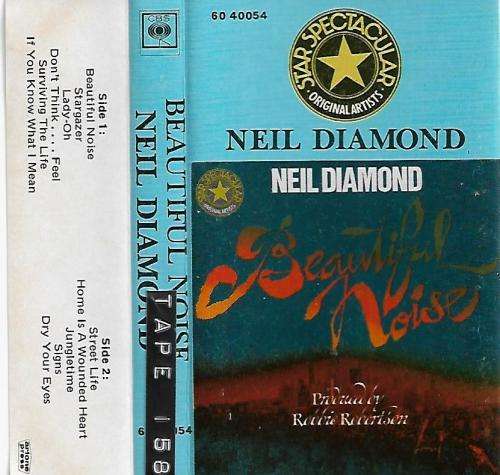 Side 1:
Beautiful Noise
Stargazer
Lady-Oh
Don't Think . . . . Feel
Surviving The Life
If You Know What I Mean
Side 2:
Street Life
Home Is A Wounded Heart
Jungletime
Signs
Dry Your Eyes
CBS
BEAUTIFUL NOISE
NEIL DIAMOND
TAPE 158
60 40054
STAR SPECTACULAR
ORIGINAL ARTISTS
NEIL DIAMOND
NEIL DIAMOND
Beautiful
Noise
Produced by
Robbie Robertson